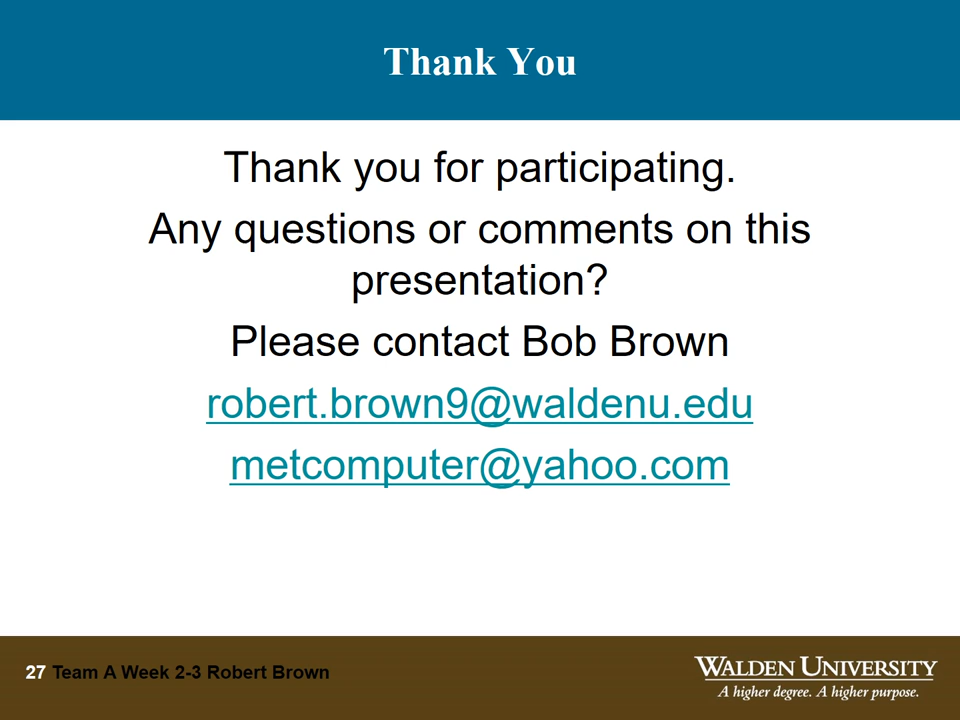 Thank You
Thank you for participating.
Any questions or comments on this
presentation?
Please contact Bob Brown
robert.brown9@waldenu.edu
metcomputer@yahoo.com
27 Team A Week 2-3 Robert Brown
WALDEN UNIVERSITY
A higher degree. A higher purpose.